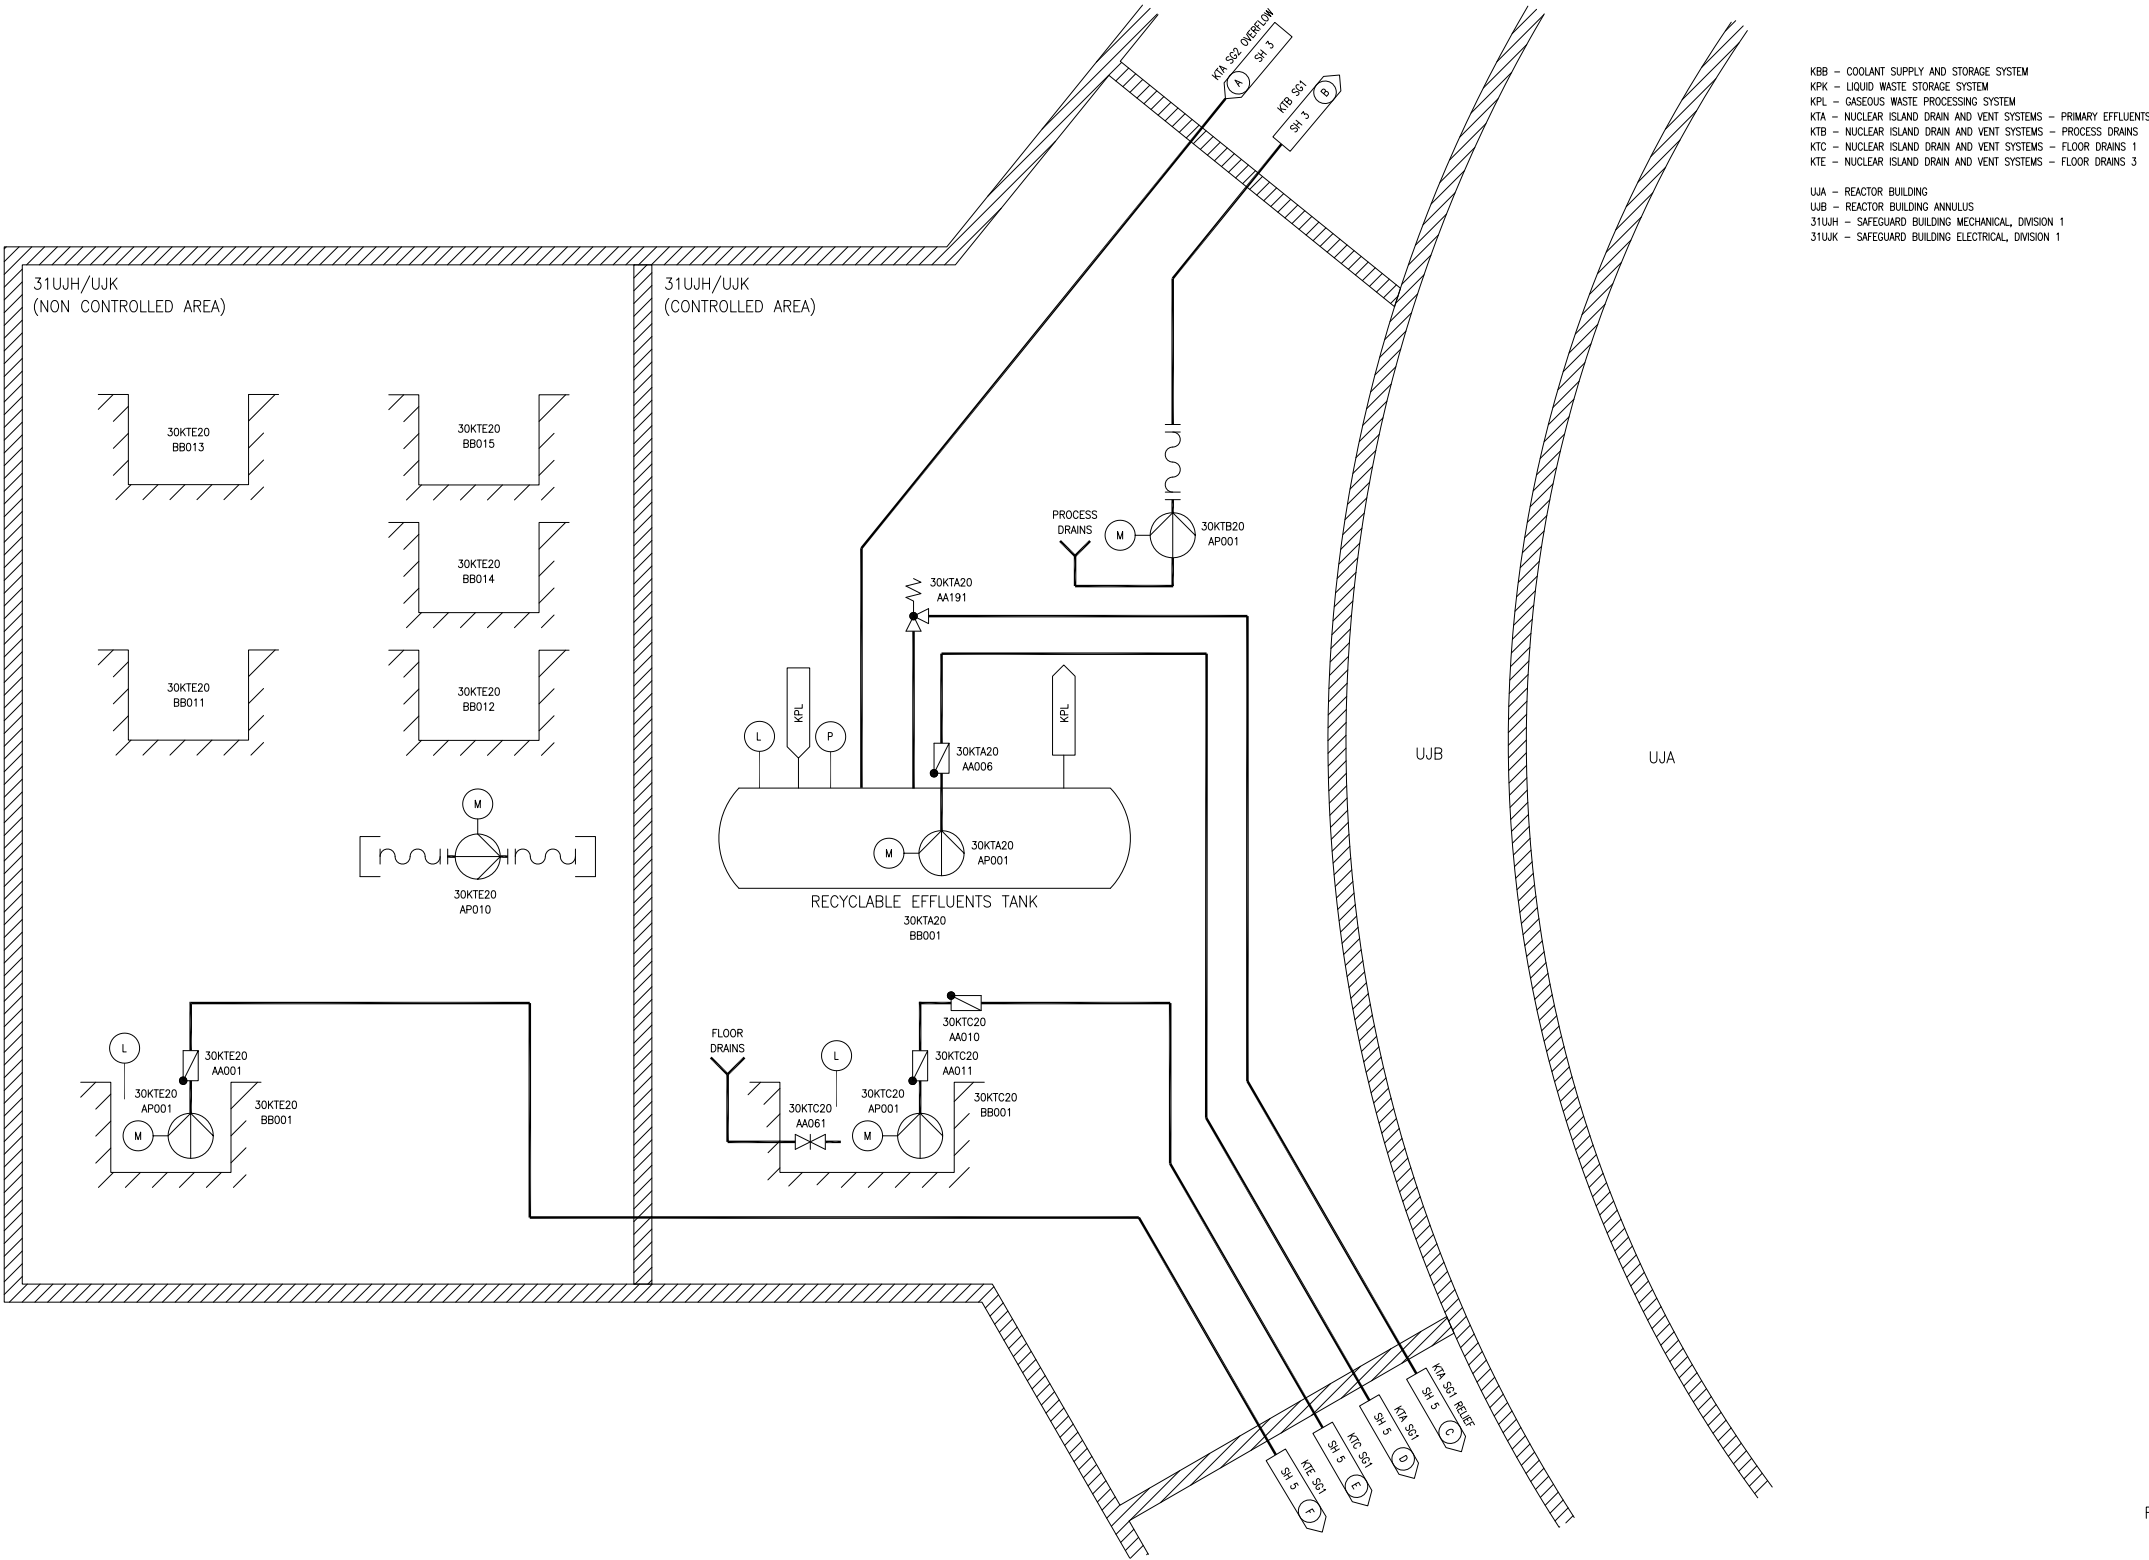 KTA SG2 OVERFLOW
A SH 3
KTB SG1
SH 3 B
KBB – COOLANT SUPPLY AND STORAGE SYSTEM
KPK – LIQUID WASTE STORAGE SYSTEM
KPL – GASEOUS WASTE PROCESSING SYSTEM
KTA – NUCLEAR ISLAND DRAIN AND VENT SYSTEMS – PRIMARY EFFLUENTS
KTB – NUCLEAR ISLAND DRAIN AND VENT SYSTEMS – PROCESS DRAINS
KTC – NUCLEAR ISLAND DRAIN AND VENT SYSTEMS – FLOOR DRAINS 1
KTE – NUCLEAR ISLAND DRAIN AND VENT SYSTEMS – FLOOR DRAINS 3
UJA – REACTOR BUILDING
UJB – REACTOR BUILDING ANNULUS
31UJH – SAFEGUARD BUILDING MECHANICAL, DIVISION 1
31UJK – SAFEGUARD BUILDING ELECTRICAL, DIVISION 1
31UJH/UJK
(NON CONTROLLED AREA)
31UJH/UJK
(CONTROLLED AREA)
30KTE20
BB013
30KTE20
BB015
30KTE20
BB014
30KTE20
BB011
30KTE20
BB012
M
30KTE20
AP010
PROCESS
DRAINS
M
30KTB20
AP001
30KTA20
AA191
L
KPL
P
KPL
30KTA20
AA006
M
30KTA20
AP001
RECYCLABLE EFFLUENTS TANK
30KTA20
BB001
UJB
UJA
L
30KTE20
AA001
30KTE20
AP001
M
30KTE20
BB001
FLOOR
DRAINS
L
30KTC20
AA010
30KTC20
AA011
30KTC20
AA061
30KTC20
AP001
M
30KTC20
BB001
KTA SG1 RELIEF
SH 5 C
KTA SG1
SH 5 D
KTC SG1
SH 5 E
KTE SG1
SH 5 F